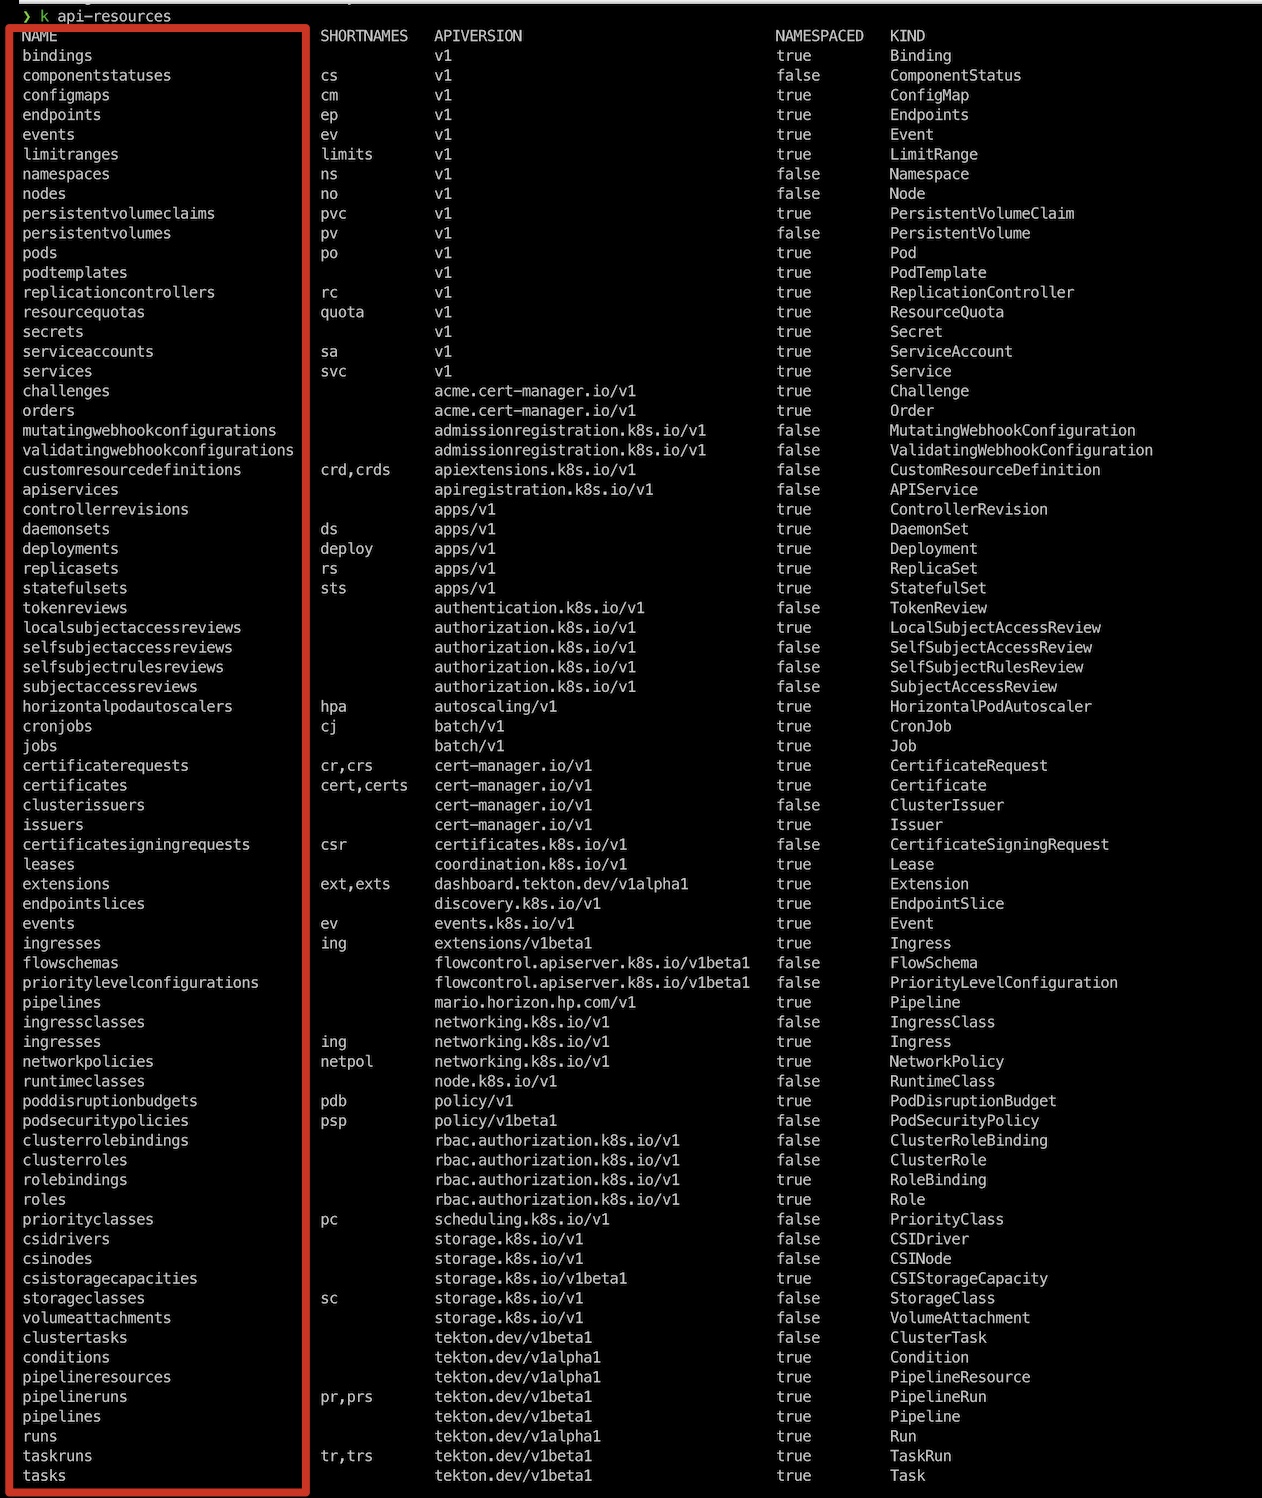 ❯ k api-resources
NAME SHORTNAMES APIVERSION NAMESPACED KIND
bindings v1 true Binding
componentstatuses cs v1 false ComponentStatus
configmaps cm v1 true ConfigMap
endpoints ep v1 true Endpoints
events ev v1 true Event
limitranges limits v1 true LimitRange
namespaces ns v1 false Namespace
nodes no v1 false Node
persistentvolumeclaims pvc v1 true PersistentVolumeClaim
persistentvolumes pv v1 false PersistentVolume
pods po v1 true Pod
podtemplates v1 true PodTemplate
replicationcontrollers rc v1 true ReplicationController
resourcequotas quota v1 true ResourceQuota
secrets v1 true Secret
serviceaccounts sa v1 true ServiceAccount
services svc v1 true Service
challenges acme.cert-manager.io/v1 true Challenge
orders acme.cert-manager.io/v1 true Order
mutatingwebhookconfigurations admissionregistration.k8s.io/v1 false MutatingWebhookConfiguration
validatingwebhookconfigurations admissionregistration.k8s.io/v1 false ValidatingWebhookConfiguration
customresourcedefinitions crd,crds apiextensions.k8s.io/v1 false CustomResourceDefinition
apiservices apiregistration.k8s.io/v1 false APIService
controllerrevisions apps/v1 true ControllerRevision
daemonsets ds apps/v1 true DaemonSet
deployments deploy apps/v1 true Deployment
replicasets rs apps/v1 true ReplicaSet
statefulsets sts apps/v1 true StatefulSet
tokenreviews authentication.k8s.io/v1 false TokenReview
localsubjectaccessreviews authorization.k8s.io/v1 true LocalSubjectAccessReview
selfsubjectaccessreviews authorization.k8s.io/v1 false SelfSubjectAccessReview
selfsubjectrulesreviews authorization.k8s.io/v1 false SelfSubjectRulesReview
subjectaccessreviews authorization.k8s.io/v1 false SubjectAccessReview
horizontalpodautoscalers hpa autoscaling/v1 true HorizontalPodAutoscaler
cronjobs cj batch/v1 true CronJob
jobs batch/v1 true Job
certificaterequests cr,crs cert-manager.io/v1 true CertificateRequest
certificates cert,certs cert-manager.io/v1 true Certificate
clusterissuers cert-manager.io/v1 false ClusterIssuer
issuers cert-manager.io/v1 true Issuer
certificatesigningrequests csr certificates.k8s.io/v1 false CertificateSigningRequest
leases coordination.k8s.io/v1 true Lease
extensions ext,exts dashboard.tekton.dev/v1alpha1 true Extension
endpointslices discovery.k8s.io/v1 true EndpointSlice
events ev events.k8s.io/v1 true Event
ingresses ing extensions/v1beta1 true Ingress
flowschemas flowcontrol.apiserver.k8s.io/v1beta1 false FlowSchema
prioritylevelconfigurations flowcontrol.apiserver.k8s.io/v1beta1 false PriorityLevelConfiguration
pipelines mario.horizon.hp.com/v1 true Pipeline
ingressclasses networking.k8s.io/v1 false IngressClass
ingresses ing networking.k8s.io/v1 true Ingress
networkpolicies netpol networking.k8s.io/v1 true NetworkPolicy
runtimeclasses node.k8s.io/v1 false RuntimeClass
poddisruptionbudgets pdb policy/v1 true PodDisruptionBudget
podsecuritypolicies psp policy/v1beta1 false PodSecurityPolicy
clusterrolebindings rbac.authorization.k8s.io/v1 false ClusterRoleBinding
clusterroles rbac.authorization.k8s.io/v1 false ClusterRole
rolebindings rbac.authorization.k8s.io/v1 true RoleBinding
roles rbac.authorization.k8s.io/v1 true Role
priorityclasses pc scheduling.k8s.io/v1 false PriorityClass
csidrivers storage.k8s.io/v1 false CSIDriver
csinodes storage.k8s.io/v1 false CSINode
csistoragecapacities storage.k8s.io/v1beta1 true CSIStorageCapacity
storageclasses sc storage.k8s.io/v1 false StorageClass
volumeattachments storage.k8s.io/v1 false VolumeAttachment
clustertasks tekton.dev/v1beta1 false ClusterTask
conditions tekton.dev/v1alpha1 true Condition
pipelineresources tekton.dev/v1alpha1 true PipelineResource
pipelineruns pr,prs tekton.dev/v1beta1 true PipelineRun
pipelines tekton.dev/v1beta1 true Pipeline
runs tekton.dev/v1alpha1 true Run
taskruns tr,trs tekton.dev/v1beta1 true TaskRun
tasks tekton.dev/v1beta1 true Task